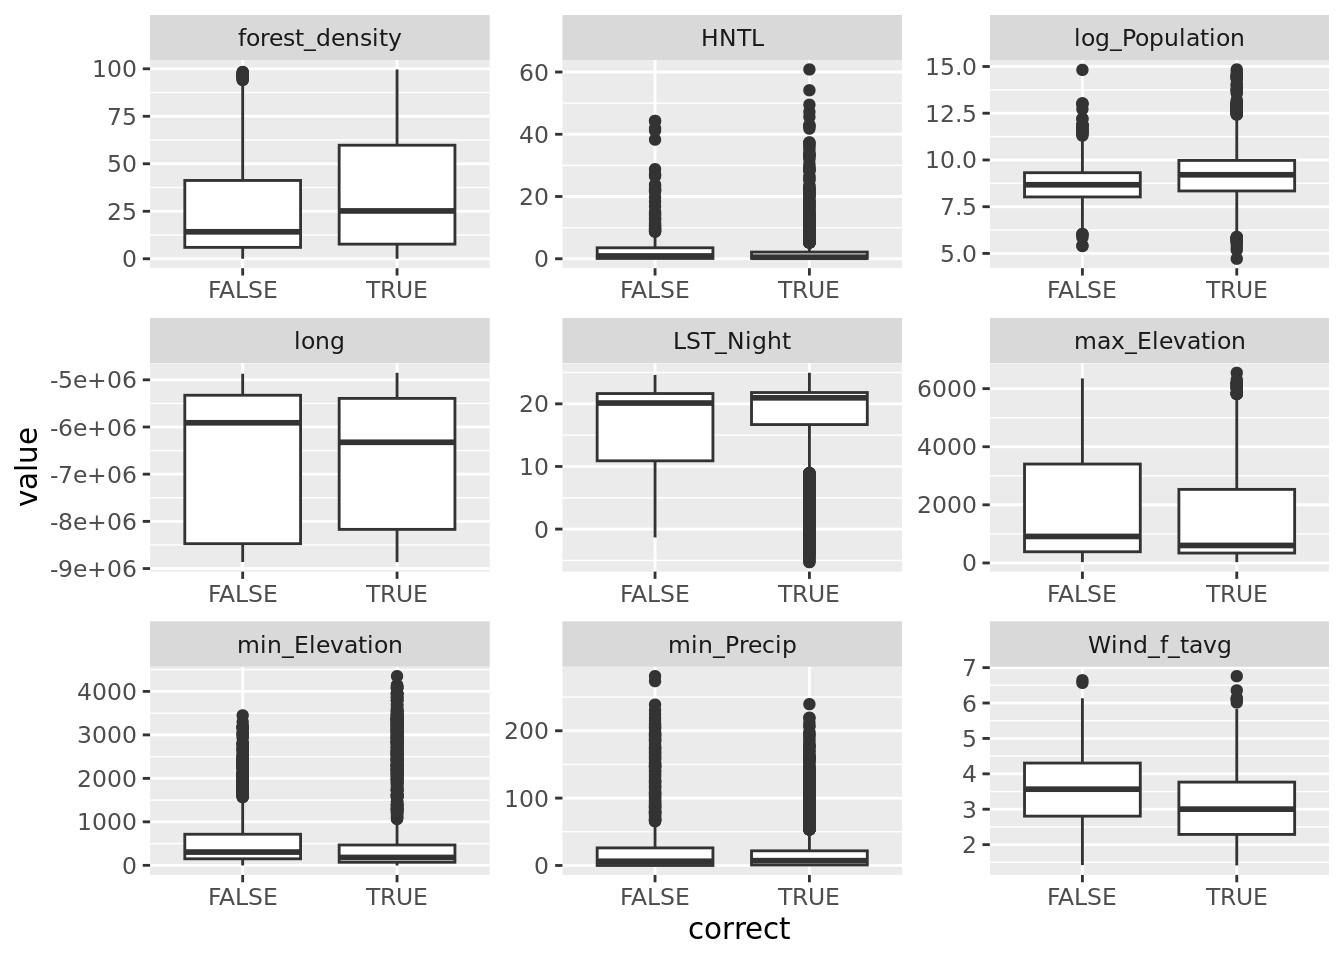 forest_density
HNTL
log_Population
100
75
50
25
0
60
40
20
0
15.0
12.5
10.0
7.5
5.0
FALSE TRUE
FALSE TRUE
FALSE TRUE
long
LST_Night
max_Elevation
-5e+06
-6e+06
-7e+06
-8e+06
-9e+06
20
10
0
6000
4000
2000
0
FALSE TRUE
FALSE TRUE
FALSE TRUE
value
min_Elevation
min_Precip
Wind_f_tavg
4000
3000
2000
1000
0
200
100
0
7
6
5
4
3
2
FALSE TRUE
FALSE TRUE
FALSE TRUE
correct